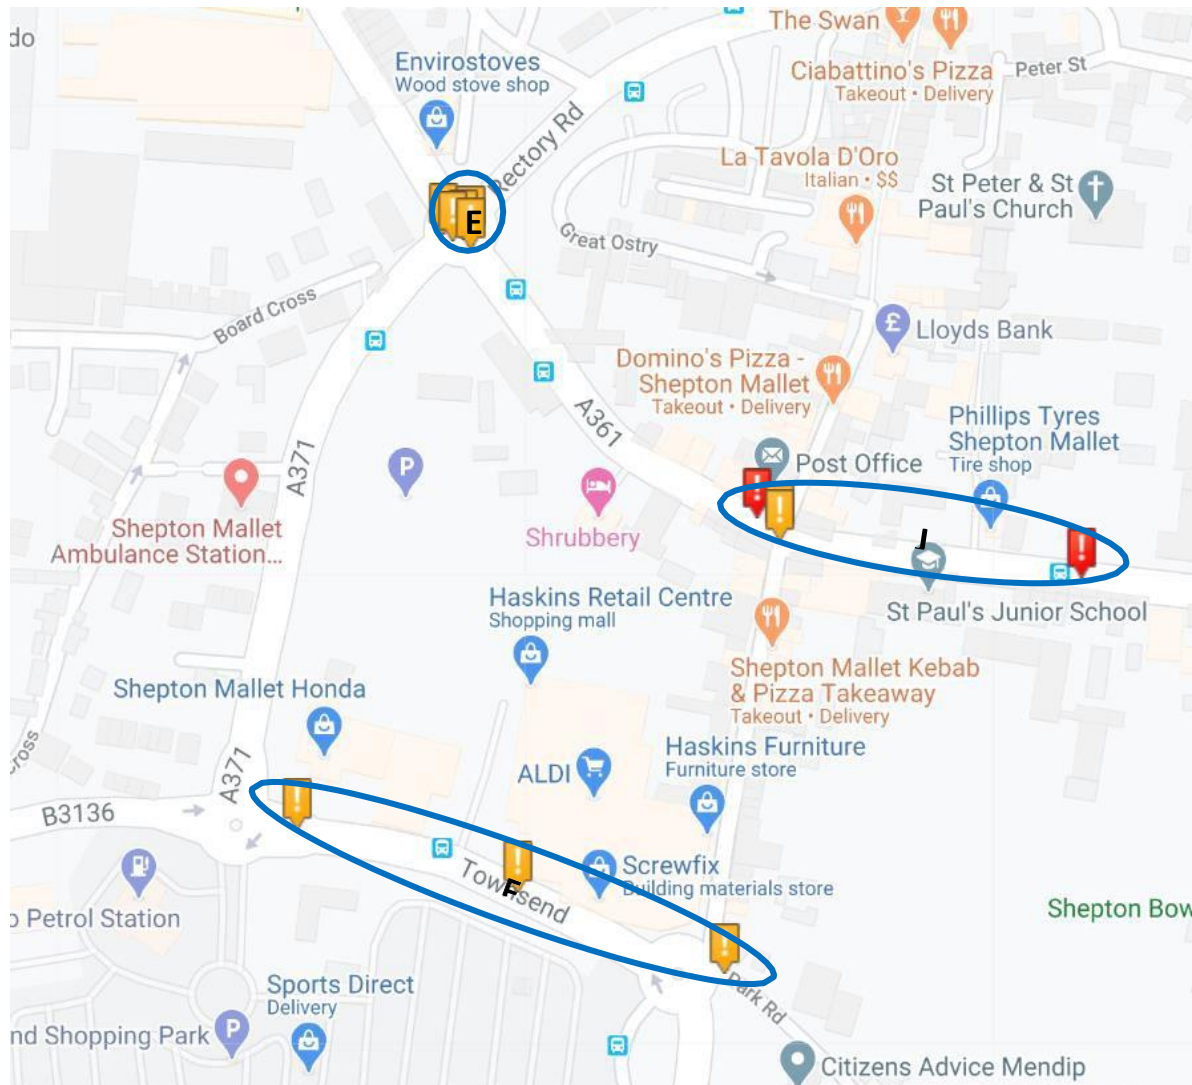 do
The Swan
Envirostoves
Wood stove shop
Ciabattino's Pizza
Takeout • Delivery
Peter St
Rectory Rd
La Tavola D'Oro
Italian • $$
St Peter & St
Paul's Church
E
Great Ostry
Board Cross
Lloyds Bank
Domino's Pizza -
Shepton Mallet
Takeout • Delivery
A361
Phillips Tyres
Shepton Mallet
Tire shop
A371
P
Post Office
Shepton Mallet
Ambulance Station...
Shrubbery
J
St Paul's Junior School
Haskins Retail Centre
Shopping mall
Shepton Mallet Kebab
& Pizza Takeaway
Takeout • Delivery
Shepton Mallet Honda
Haskins Furniture
Furniture store
ALDI
A371
B3136
Screwfix
Building materials store
Townsend
F
Petrol Station
Shepton Bow
Park Rd
Sports Direct
Delivery
nd Shopping Park
P
Citizens Advice Mendip